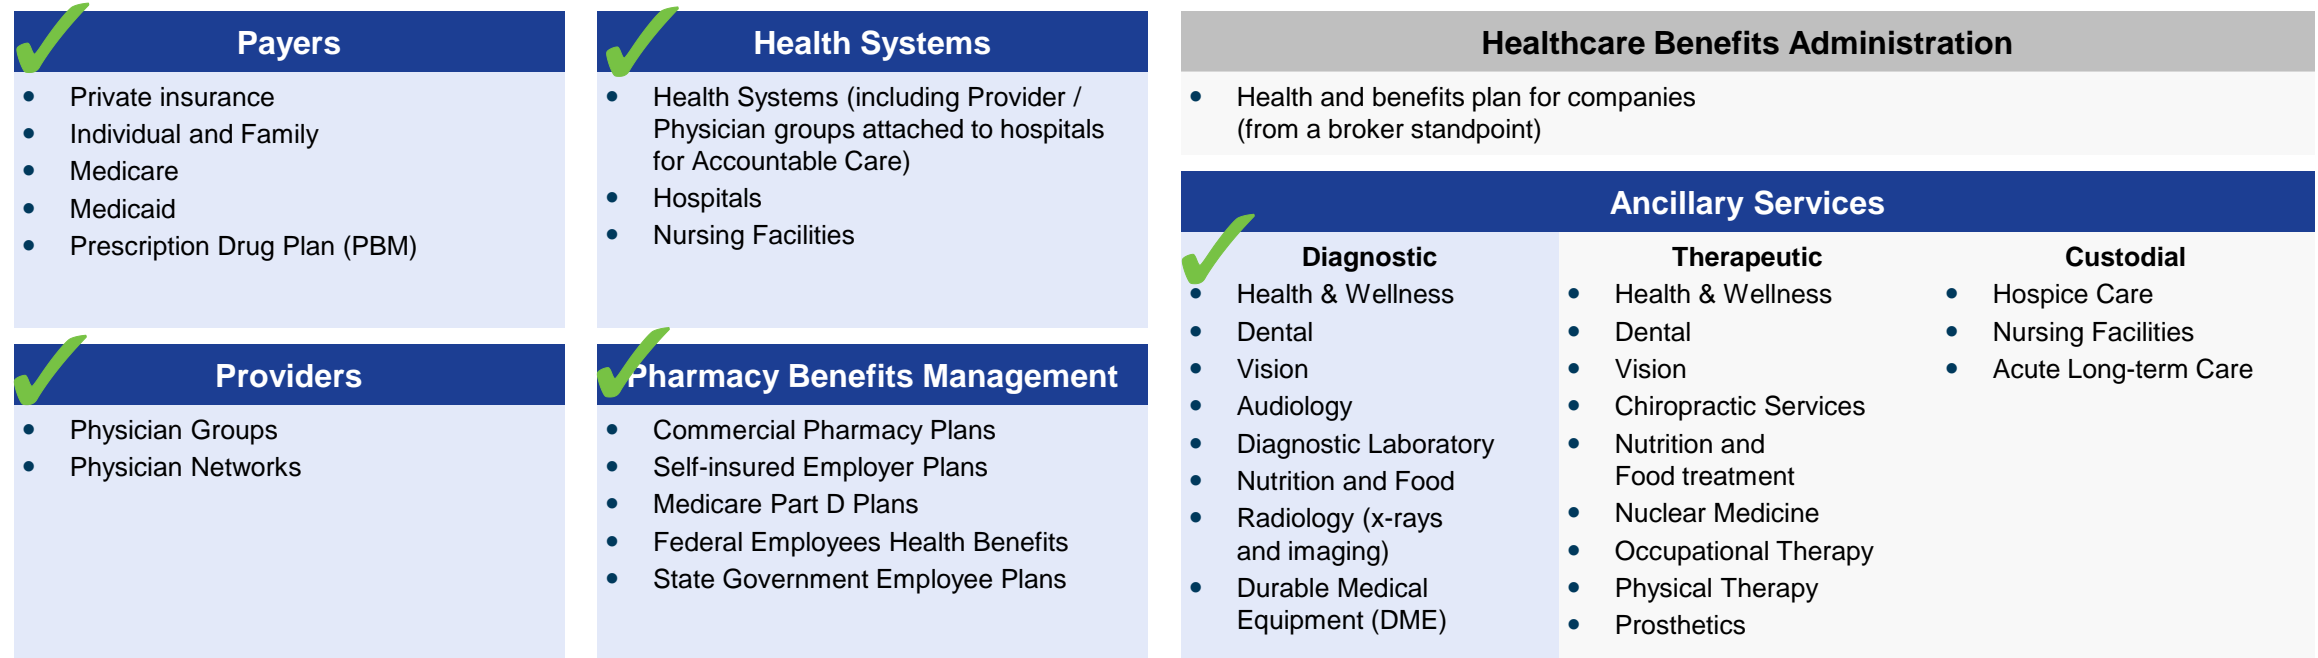 Payers
Private insurance
Individual and Family
Medicare
Medicaid
Prescription Drug Plan (PBM)
Providers
Physician Groups
Physician Networks
Health Systems
Health Systems (including Provider /
Physician groups attached to hospitals
for Accountable Care)
Hospitals
Nursing Facilities
Pharmacy Benefits Management
Commercial Pharmacy Plans
Self-insured Employer Plans
Medicare Part D Plans
Federal Employees Health Benefits
State Government Employee Plans
Healthcare Benefits Administration
Health and benefits plan for companies
(from a broker standpoint)
Ancillary Services
Diagnostic
Health & Wellness
Dental
Vision
Audiology
Diagnostic Laboratory
Nutrition and Food
Radiology (x-rays
and imaging)
Durable Medical
Equipment (DME)
Therapeutic
Health & Wellness
Dental
Vision
Chiropractic Services
Nutrition and
Food treatment
Nuclear Medicine
Occupational Therapy
Physical Therapy
Prosthetics
Custodial
Hospice Care
Nursing Facilities
Acute Long-term Care